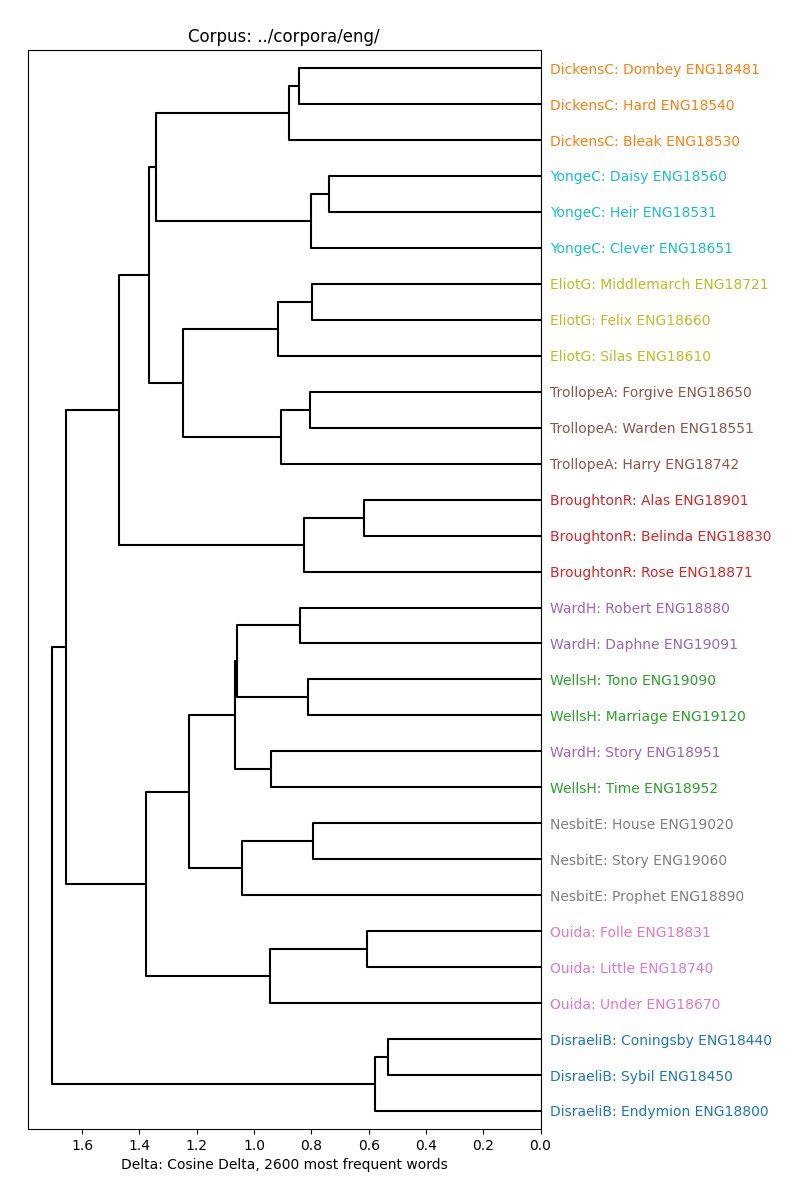 Corpus: ../corpora/eng/
DickensC: Dombey ENG18481
DickensC: Hard ENG18540
DickensC: Bleak ENG18530
YongeC: Daisy ENG18560
YongeC: Heir ENG18531
YongeC: Clever ENG18651
EliotG: Middlemarch ENG18721
EliotG: Felix ENG18660
EliotG: Silas ENG18610
TrollopeA: Forgive ENG18650
TrollopeA: Warden ENG18551
TrollopeA: Harry ENG18742
BroughtonR: Alas ENG18901
BroughtonR: Belinda ENG18830
BroughtonR: Rose ENG18871
WardH: Robert ENG18880
WardH: Daphne ENG19091
WellsH: Tono ENG19090
WellsH: Marriage ENG19120
WardH: Story ENG18951
WellsH: Time ENG18952
NesbitE: House ENG19020
NesbitE: Story ENG19060
NesbitE: Prophet ENG18890
Ouida: Folle ENG18831
Ouida: Little ENG18740
Ouida: Under ENG18670
DisraeliB: Coningsby ENG18440
DisraeliB: Sybil ENG18450
DisraeliB: Endymion ENG18800
1.6 1.4 1.2 1.0 0.8 0.6 0.4 0.2 0.0
Delta: Cosine Delta, 2600 most frequent words